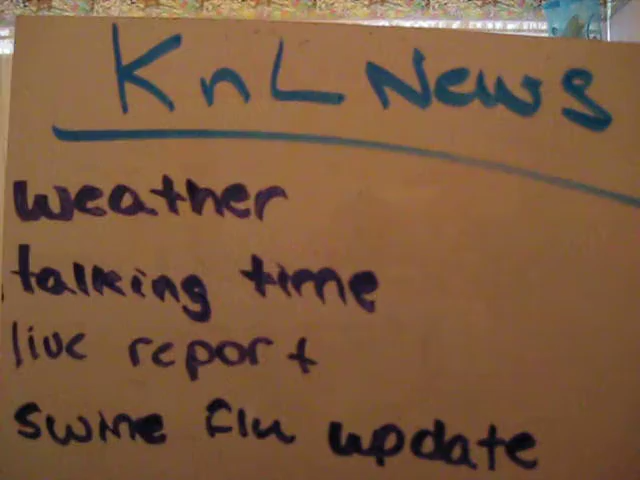 KnL News
weather
talking time
live report
swine flu update